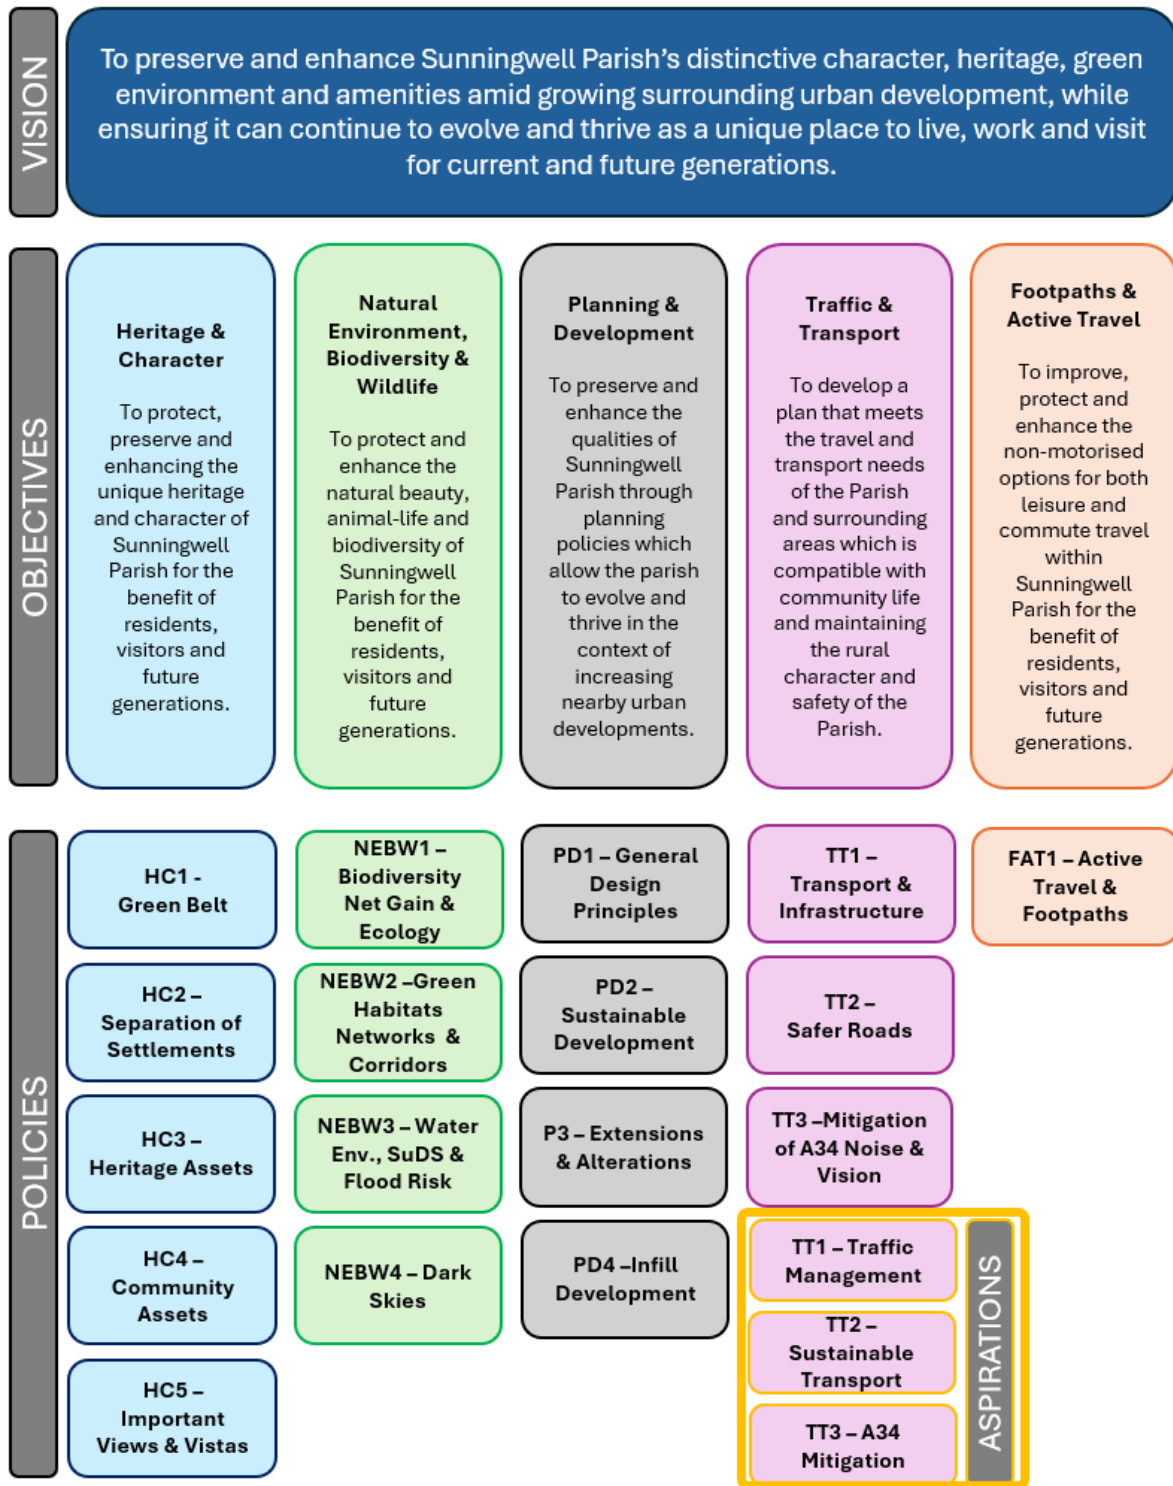 VISION
To preserve and enhance Sunningwell Parish's distinctive character, heritage, green
environment and amenities amid growing surrounding urban development, while
ensuring it can continue to evolve and thrive as a unique place to live, work and visit
for current and future generations.
OBJECTIVES
Heritage &
Character
To protect,
preserve and
enhancing the
unique heritage
and character of
Sunningwell
Parish for the
benefit of
residents,
visitors and
future
generations.
Natural
Environment,
Biodiversity &
Wildlife
To protect and
enhance the
natural beauty,
animal-life and
biodiversity of
Sunningwell
Parish for the
benefit of
residents,
visitors and
future
generations.
Planning &
Development
To preserve and
enhance the
qualities of
Sunningwell
Parish through
planning
policies which
allow the parish
to evolve and
thrive in the
context of
increasing
nearby urban
developments.
Traffic &
Transport
To develop a
plan that meets
the travel and
transport needs
of the Parish
and surrounding
areas which is
compatible with
community life
and maintaining
the rural
character and
safety of the
Parish.
Footpaths &
Active Travel
To improve,
protect and
enhance the
non-motorised
options for both
leisure and
commute travel
within
Sunningwell
Parish for the
benefit of
residents,
visitors and
future
generations.
POLICIES
HC1 -
Green Belt
HC2 –
Separation of
Settlements
HC3 –
Heritage Assets
HC4 –
Community
Assets
HC5 –
Important
Views & Vistas
NEBW1 –
Biodiversity
Net Gain &
Ecology
NEBW2 –Green
Habitats
Networks &
Corridors
NEBW3 – Water
Env., SuDS &
Flood Risk
NEBW4 – Dark
Skies
PD1 – General
Design
Principles
PD2 –
Sustainable
Development
P3 – Extensions
& Alterations
PD4 –Infill
Development
TT1 –
Transport &
Infrastructure
TT2 –
Safer Roads
TT3 –Mitigation
of A34 Noise &
Vision
TT1 – Traffic
Management
TT2 –
Sustainable
Transport
TT3 – A34
Mitigation
ASPIRATIONS
FAT1 – Active
Travel &
Footpaths